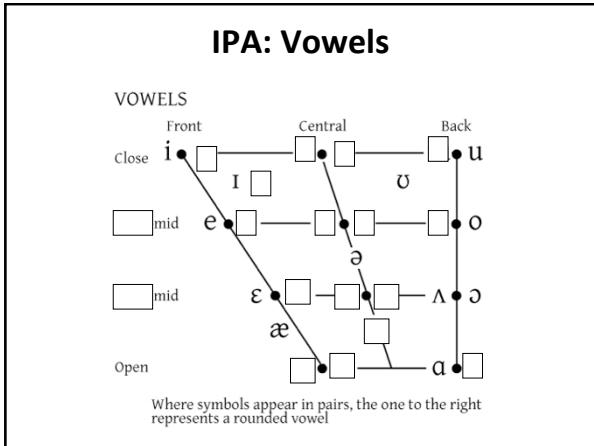 IPA: Vowels
VOWELS
Front Central Back
Close i u
ɪ ʊ
mid e o
ə
mid ɛ ʌ ɔ
æ
Open ɑ
Where symbols appear in pairs, the one to the right
represents a rounded vowel